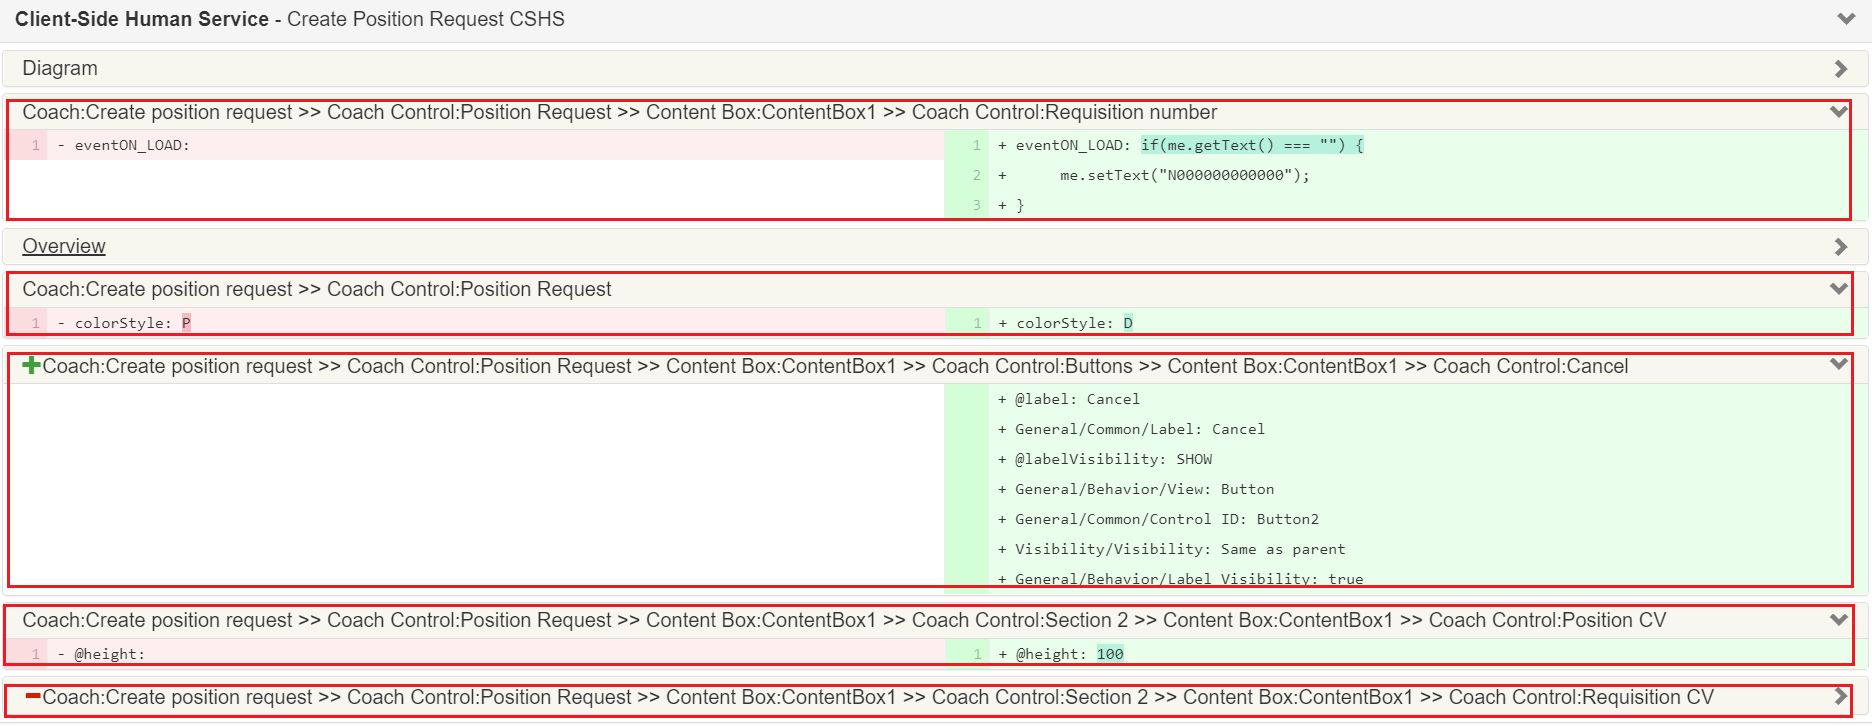 Client-Side Human Service - Create Position Request CSHS
Diagram
Coach:Create position request >> Coach Control:Position Request >> Content Box:ContentBox1 >> Coach Control:Requisition number
1 - eventON_LOAD:
1 + eventON_LOAD: if(me.getText() === "") {
2 + me.setText("N000000000000");
3 + }
Overview
Coach:Create position request >> Coach Control:Position Request
1 - colorStyle: P
1 + colorStyle: D
Coach:Create position request >> Coach Control:Position Request >> Content Box:ContentBox1 >> Coach Control:Buttons >> Content Box:ContentBox1 >> Coach Control:Cancel
+ @label: Cancel
+ General/Common/Label: Cancel
+ @labelVisibility: SHOW
+ General/Behavior/View: Button
+ General/Common/Control ID: Button2
+ Visibility/Visibility: Same as parent
+ General/Behavior/Label Visibility: true
Coach:Create position request >> Coach Control:Position Request >> Content Box:ContentBox1 >> Coach Control:Section 2 >> Content Box:ContentBox1 >> Coach Control:Position CV
1 - @height:
1 + @height: 100
Coach:Create position request >> Coach Control:Position Request >> Content Box:ContentBox1 >> Coach Control:Section 2 >> Content Box:ContentBox1 >> Coach Control:Requisition CV